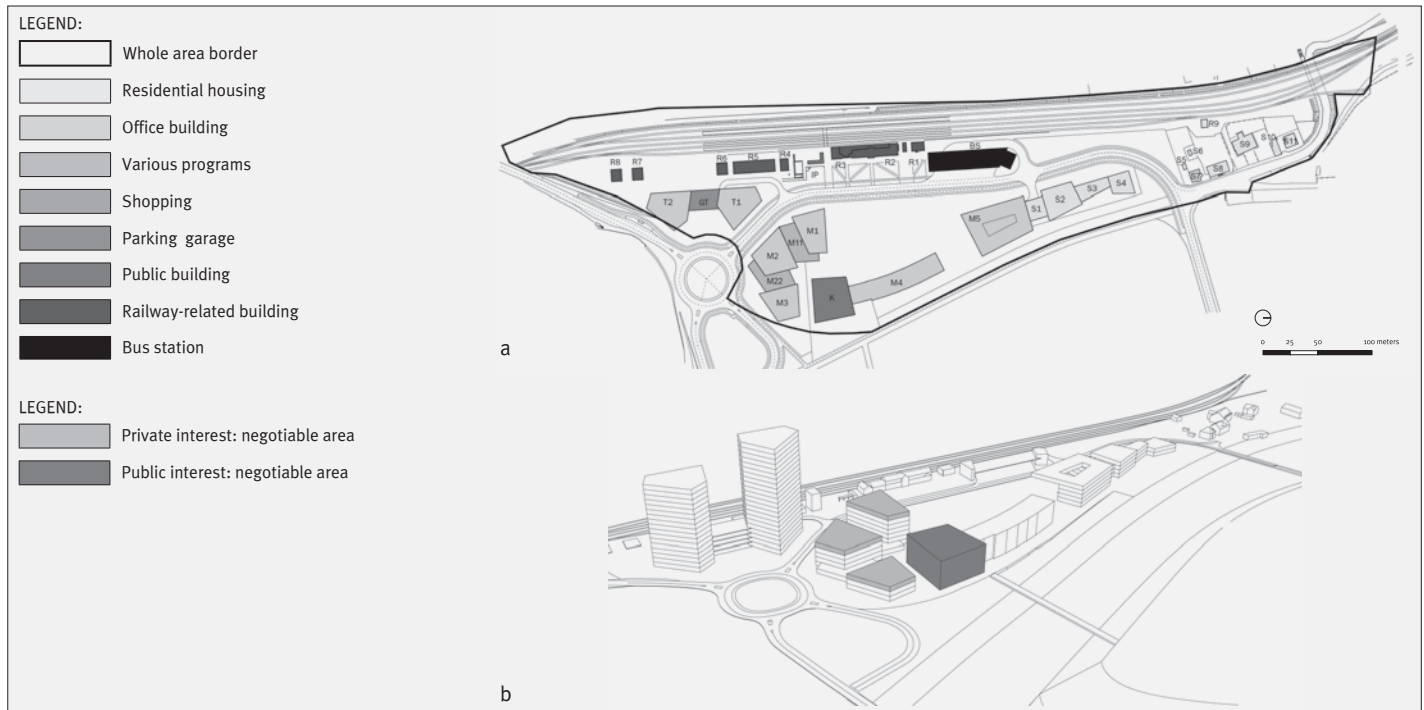 LEGEND:
Whole area border
Residential housing
Office building
Various programs
Shopping
Parking garage
Public building
Railway-related building
Bus station
R8 R7 R6 R5 R4 IP R3 R2 R1 BS
R9
S5 S6 S7 S8 S9 S10 S11
T2 GT T1
M5 S1 S2 S3 S4
M1
M11
M2
M22
M3
K
M4
0 25 50 100 meters
a
LEGEND:
Private interest: negotiable area
Public interest: negotiable area
b